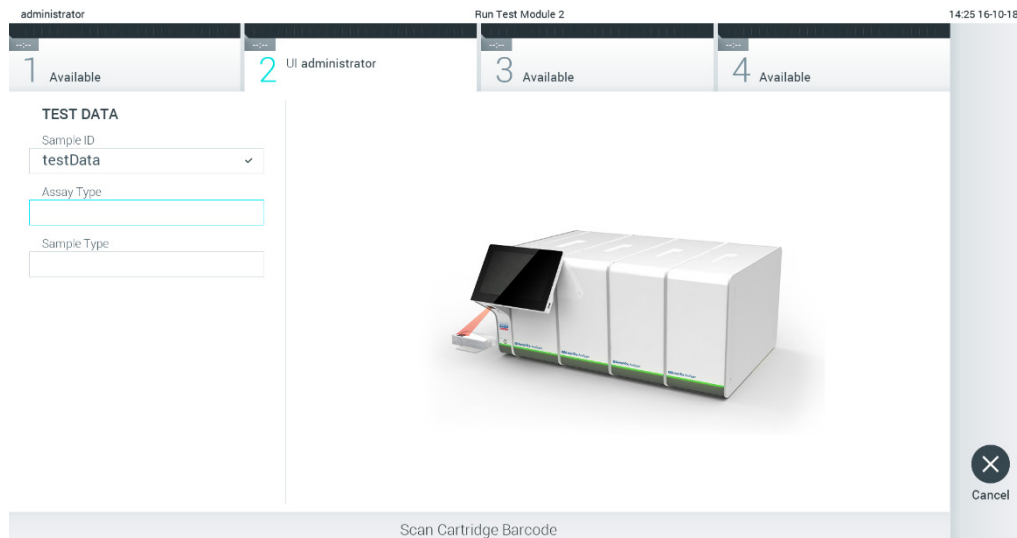 administrator
Run Test Module 2
14:25 16-10-18
--:--
1 Available
--:--
2 UI administrator
--:--
3 Available
--:--
4 Available
TEST DATA
Sample ID
testData
Assay Type
Sample Type
Cancel
Scan Cartridge Barcode